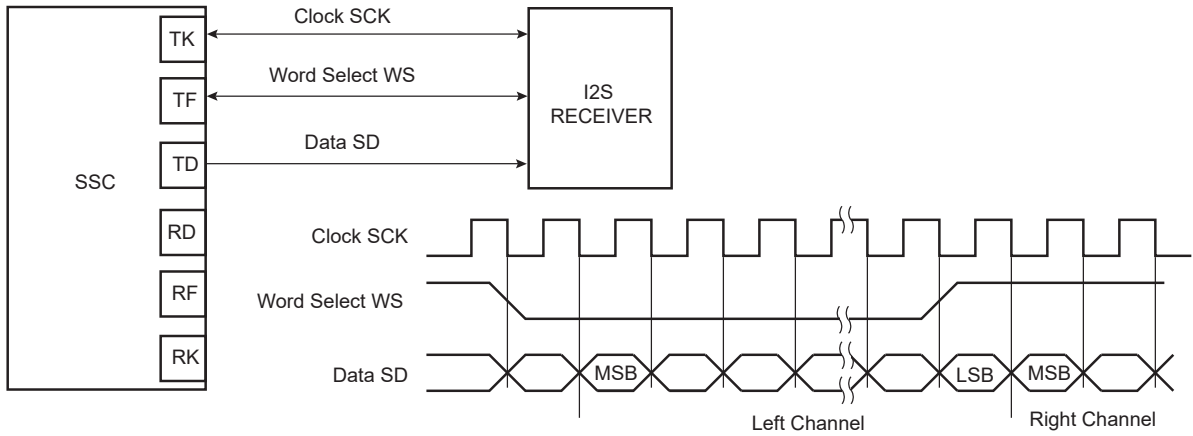 SSC
TK
TF
TD
RD
RF
RK
Clock SCK
Word Select WS
Data SD
I2S
RECEIVER
Clock SCK
Word Select WS
Data SD
MSB
LSB
MSB
Left Channel
Right Channel